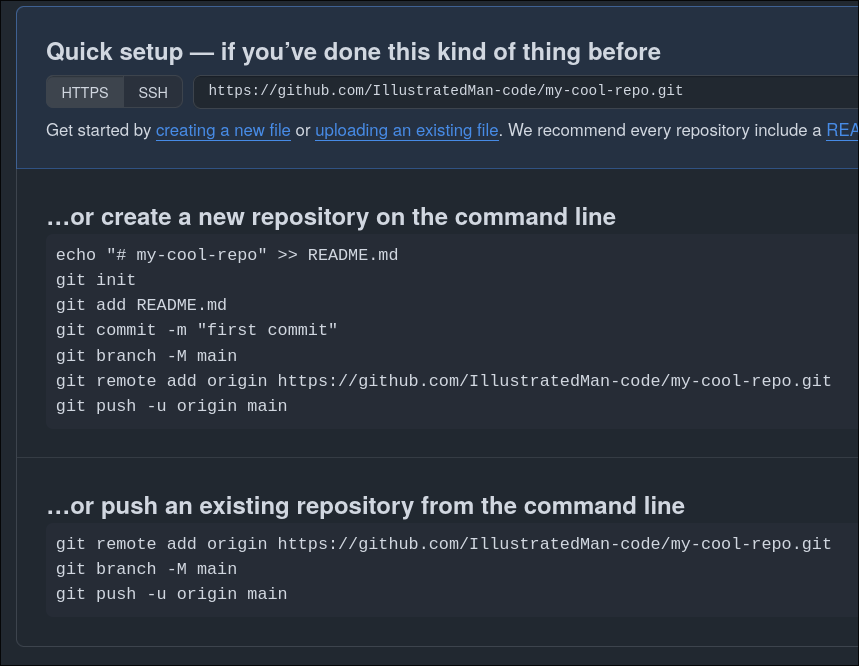 Quick setup — if you’ve done this kind of thing before
HTTPS SSH https://github.com/IllustratedMan-code/my-cool-repo.git
Get started by creating a new file or uploading an existing file. We recommend every repository include a REA
…or create a new repository on the command line
echo "# my-cool-repo" >> README.md
git init
git add README.md
git commit -m "first commit"
git branch -M main
git remote add origin https://github.com/IllustratedMan-code/my-cool-repo.git
git push -u origin main
…or push an existing repository from the command line
git remote add origin https://github.com/IllustratedMan-code/my-cool-repo.git
git branch -M main
git push -u origin main